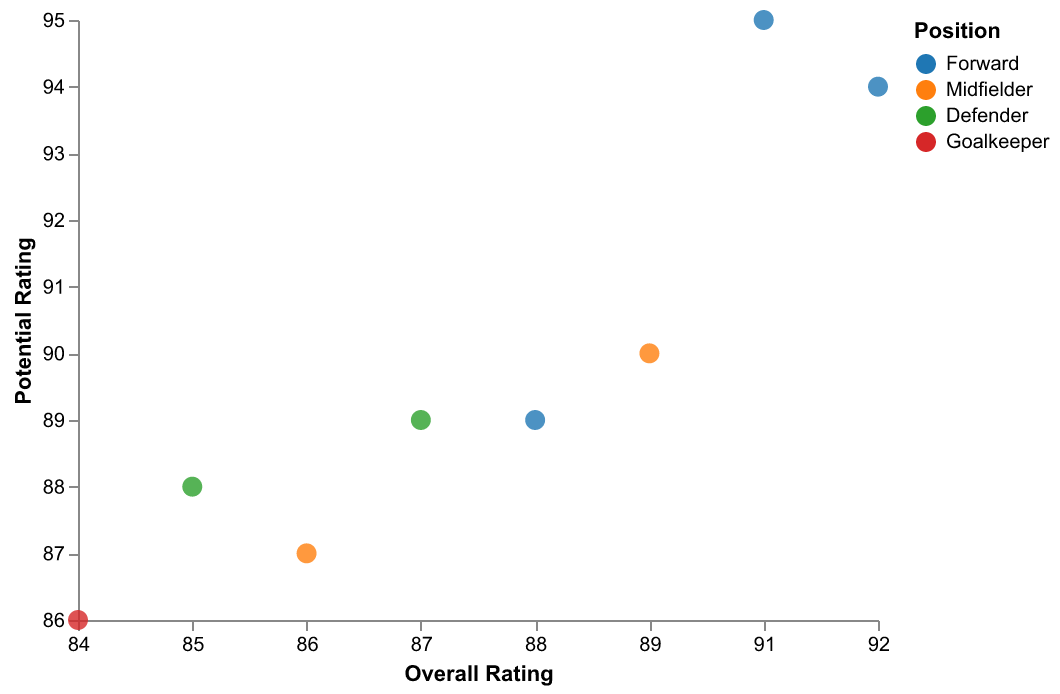 Position
Forward
Midfielder
Defender
Goalkeeper
Potential Rating
95
94
93
92
91
90
89
88
87
86
84 85 86 87 88 89 91 92
Overall Rating